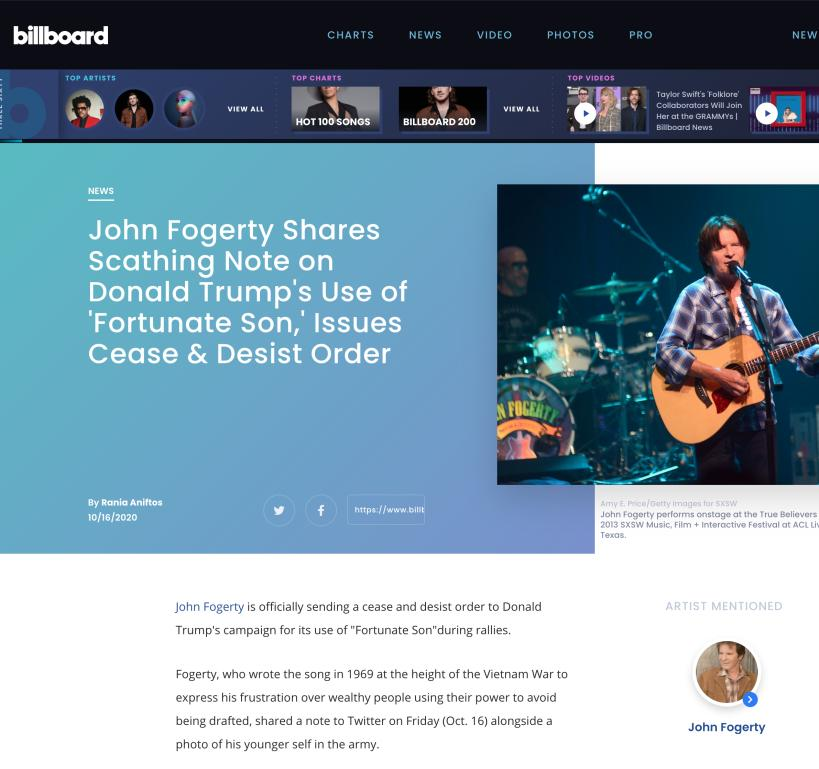 billboard
CHARTS
NEWS
VIDEO
PHOTOS
PRO
NEW
TOP ARTISTS
VIEW ALL
TOP CHARTS
HOT 100 SONGS
BILLBOARD 200
VIEW ALL
TOP VIDEOS
Taylor Swift's 'Folklore'
Collaborators Will Join
Her at the GRAMMYs |
Billboard News
NEWS
John Fogerty Shares
Scathing Note on
Donald Trump's Use of
'Fortunate Son,' Issues
Cease & Desist Order
By Rania Aniftos
10/16/2020
https://www.bill
N FOGERTY
Amy E. Price/Getty Images for SXSW
John Fogerty performs onstage at the True Believers
2013 SXSW Music, Film + Interactive Festival at ACL Liv
Texas.
John Fogerty is officially sending a cease and desist order to Donald
Trump's campaign for its use of "Fortunate Son"during rallies.
Fogerty, who wrote the song in 1969 at the height of the Vietnam War to
express his frustration over wealthy people using their power to avoid
being drafted, shared a note to Twitter on Friday (Oct. 16) alongside a
photo of his younger self in the army.
ARTIST MENTIONED
John Fogerty